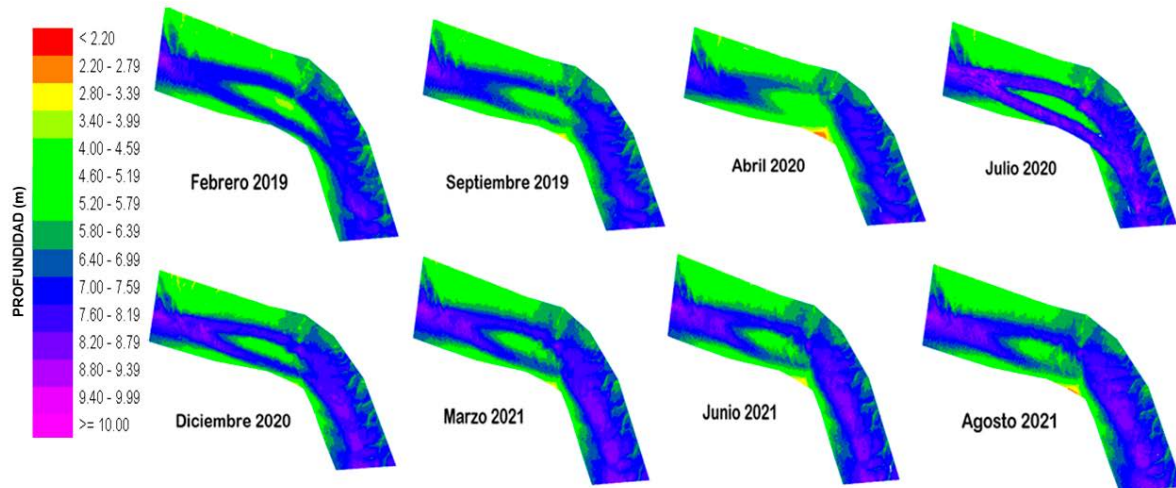 PROFUNDIDAD (m)
< 2.20
2.20 - 2.79
2.80 - 3.39
3.40 - 3.99
4.00 - 4.59
4.60 - 5.19
5.20 - 5.79
5.80 - 6.39
6.40 - 6.99
7.00 - 7.59
7.60 - 8.19
8.20 - 8.79
8.80 - 9.39
9.40 - 9.99
>= 10.00
Febrero 2019
Septiembre 2019
Abril 2020
Julio 2020
Diciembre 2020
Marzo 2021
Junio 2021
Agosto 2021